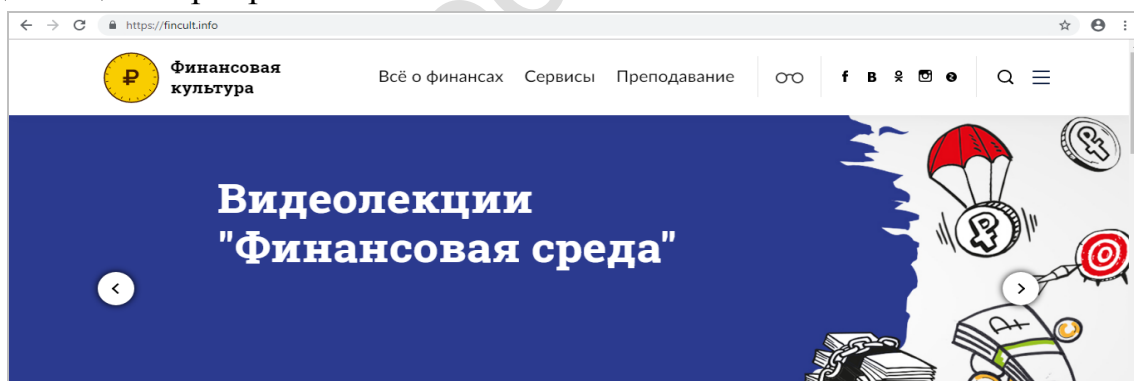 https://fincult.info
Финансовая
культура
Всё о финансах Сервисы Преподавание
Видеолекции
"Финансовая среда"